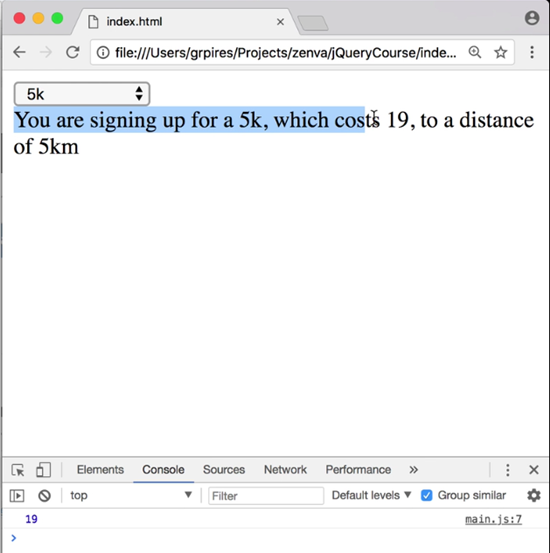 index.html
file:///Users/grpires/Projects/zenva/jQueryCourse/inde...
5k
You are signing up for a 5k, which costs 19, to a distance
of 5km
Elements Console Sources Network Performance »
top Filter Default levels ▼ Group similar
19 main.js:7